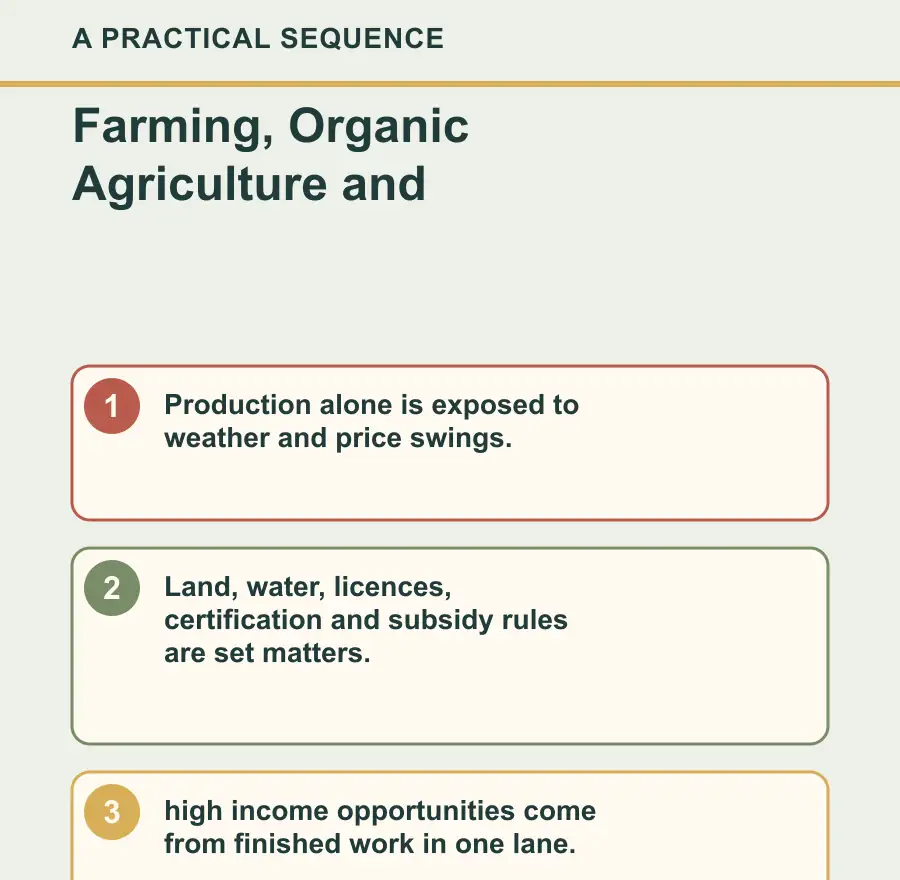 A PRACTICAL SEQUENCE
Farming, Organic
Agriculture and
1
Production alone is exposed to
weather and price swings.
2
Land, water, licences,
certification and subsidy rules
are set matters.
3
high income opportunities come
from finished work in one lane.